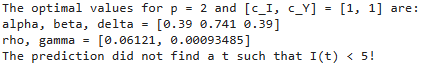 The optimal values for p = 2 and [c_I, c_Y] = [1, 1] are:
alpha, beta, delta = [0.39 0.741 0.39]
rho, gamma = [0.06121, 0.00093485]
The prediction did not find a t such that I(t) < 5!